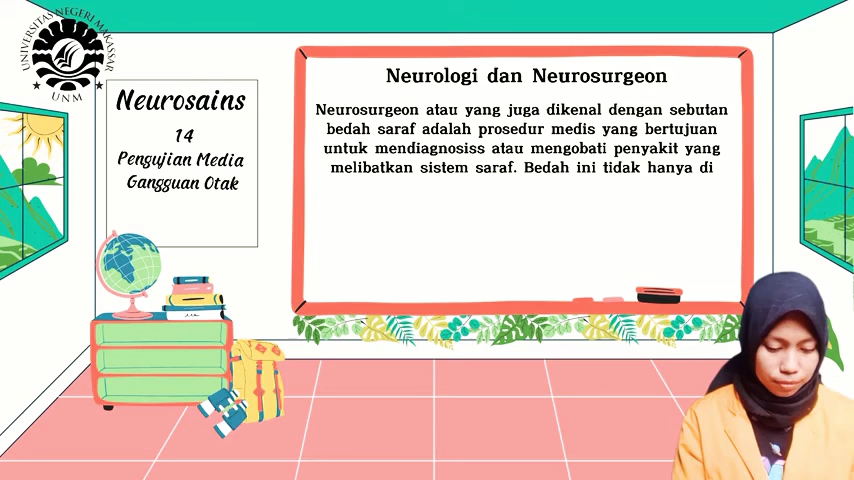 UNIVERSITAS NEGERI MAKASSAR
UNM
Neurosains
14
Pengujian Media
Gangguan Otak
Neurologi dan Neurosurgeon
Neurosurgeon atau yang juga dikenal dengan sebutan
bedah saraf adalah prosedur medis yang bertujuan
untuk mendiagnosiss atau mengobati penyakit yang
melibatkan sistem saraf. Bedah ini tidak hanya di